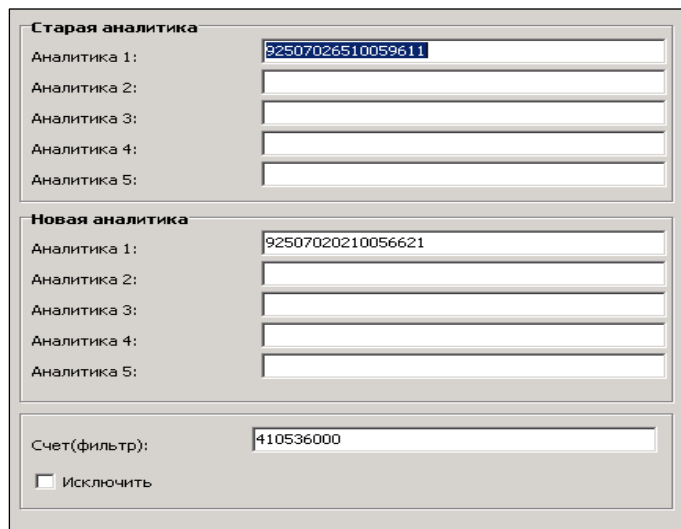 Старая аналитика
Аналитика 1: 92507026510059611
Аналитика 2:
Аналитика 3:
Аналитика 4:
Аналитика 5:
Новая аналитика
Аналитика 1: 92507020210056621
Аналитика 2:
Аналитика 3:
Аналитика 4:
Аналитика 5:
Счет(фильтр): 410536000
Исключить